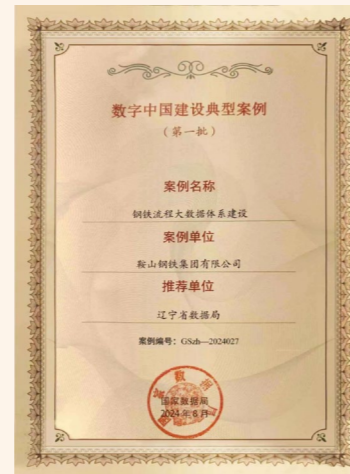 数字中国建设典型案例
（第一批）
案例名称
钢铁流程大数据体系建设
案例单位
鞍山钢铁集团有限公司
推荐单位
辽宁省数据局
案例编号：GSzh—2024027
国家数据局
2024年6月